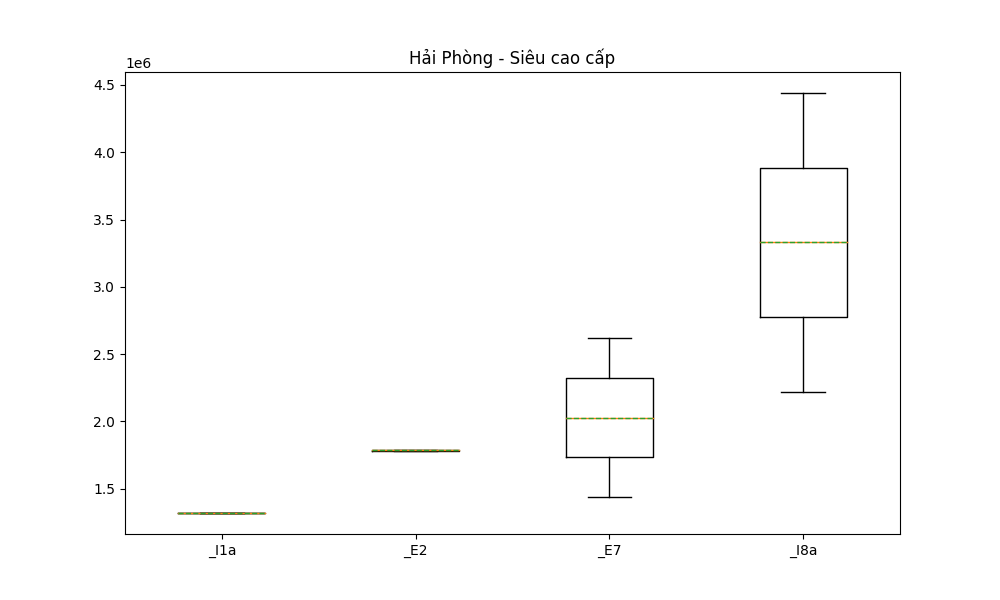 Hải Phòng - Siêu cao cấp
1e6
4.5
4.0
3.5
3.0
2.5
2.0
1.5
_I1a
_E2
_E7
_I8a